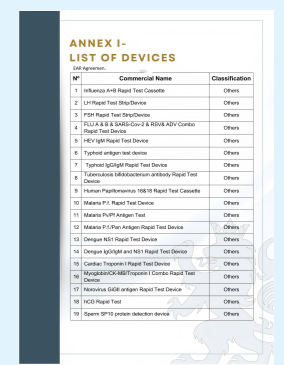 ANNEX I-
LIST OF DEVICES
EAR Agreemen.
Nº Commercial Name Classification
1 Influenza A+B Rapid Test Cassette Others
2 LH Rapid Test Strip/Device Others
3 FSH Rapid Test Strip/Device Others
4 FLU A & B & SARS-Cov-2 & RSV& ADV Combo
Rapid Test Device Others
5 HEV IgM Rapid Test Device Others
6 Typhoid antigen test device Others
7 Typhoid IgG/IgM Rapid Test Device Others
8 Tuberculosis bifidobacterium antibody Rapid Test
Device Others
9 Human Papillomavirus 16&18 Rapid Test Cassette Others
10 Malaria P.f. Rapid Test Device Others
11 Malaria Pv/Pf Antigen Test Others
12 Malaria P.f./Pan Antigen Rapid Test Device Others
13 Dengue NS1 Rapid Test Device Others
14 Dengue IgG/IgM and NS1 Rapid Test Device Others
15 Cardiac Troponin I Rapid Test Device Others
16 Myoglobin/CK-MB/Troponin I Combo Rapid Test
Device Others
17 Norovirus GIGII antigen Rapid Test Device Others
18 hCG Rapid Test Others
19 Sperm SP10 protein detection device Others